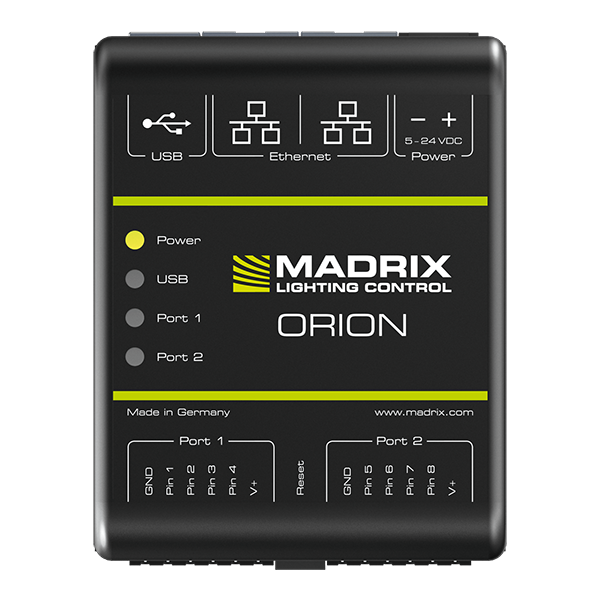 − +
5-24 VDC
USB
Ethernet
Power
Power
USB
Port 1
Port 2
MADRIX
LIGHTING CONTROL
ORION
Made in Germany
www.madrix.com
Port 1
GND
Pin 1
Pin 2
Pin 3
Pin 4
V+
Reset
Port 2
GND
Pin 5
Pin 6
Pin 7
Pin 8
V+